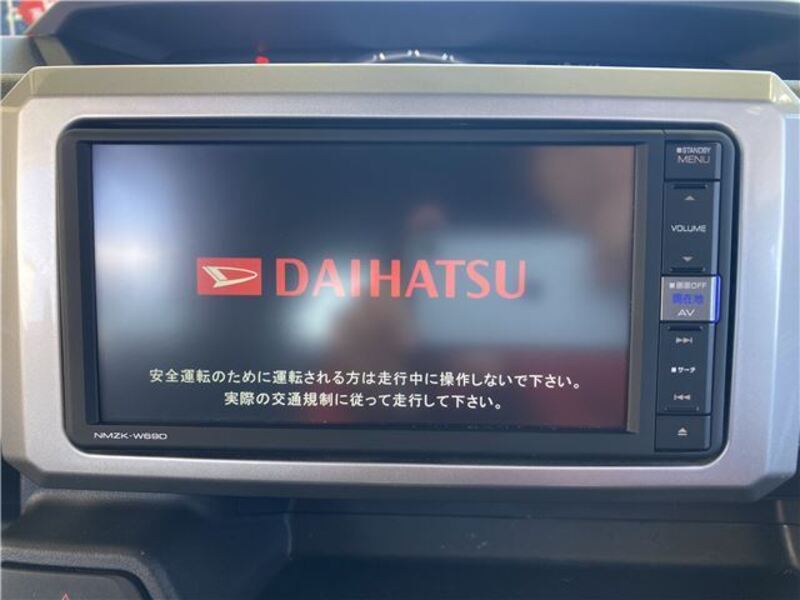 DAIHATSU
安全運転のために運転される方は走行中に操作しないで下さい。
実際の交通規制に従って走行して下さい。
NMZK-W69D
■STANDBY
MENU
VOLUME
■画面OFF
現在地
AV
■サーチ